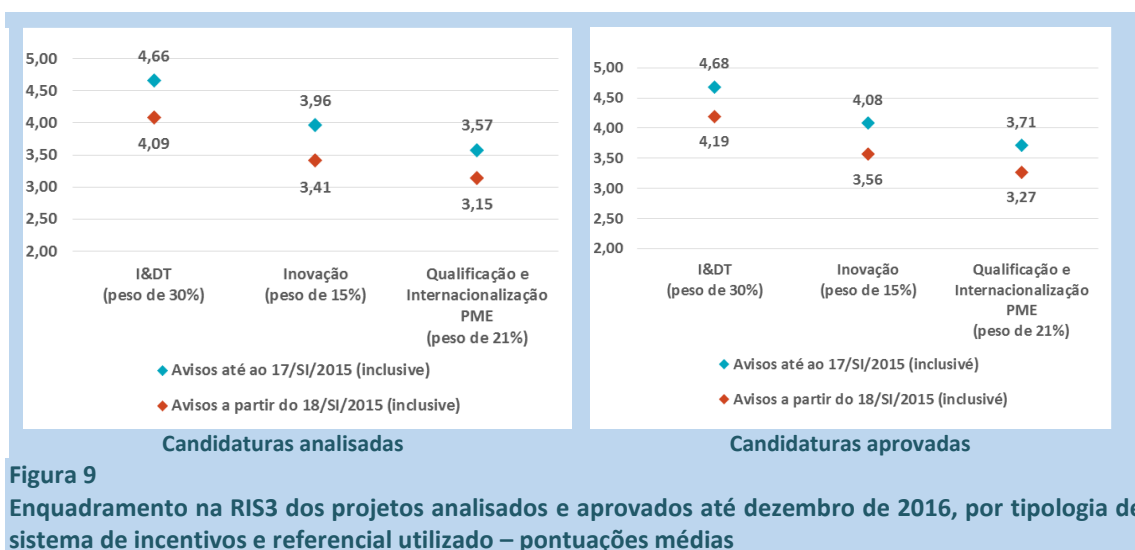 5,00
4,50
4,00
3,50
3,00
2,50
2,00
4,66
4,09
3,96
3,41
3,57
3,15
I&DT
(peso de 30%)
Inovação
(peso de 15%)
Qualificação e
Internacionalização
PME
(peso de 21%)
Avisos até ao 17/SI/2015 (inclusive)
Avisos a partir do 18/SI/2015 (inclusive)
Candidaturas analisadas
5,00
4,50
4,00
3,50
3,00
2,50
2,00
4,68
4,19
4,08
3,56
3,71
3,27
I&DT
(peso de 30%)
Inovação
(peso de 15%)
Qualificação e
Internacionalização
PME
(peso de 21%)
Avisos até ao 17/SI/2015 (inclusivé)
Avisos a partir do 18/SI/2015 (inclusivé)
Candidaturas aprovadas
Figura 9
Enquadramento na RIS3 dos projetos analisados e aprovados até dezembro de 2016, por tipologia de
sistema de incentivos e referencial utilizado – pontuações médias